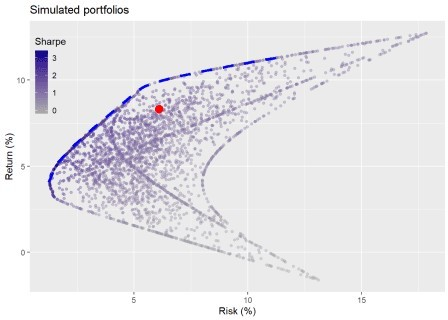 Simulated portfolios
Sharpe
3
2
1
0
10
5
0
Return (%)
5
10
15
Risk (%)